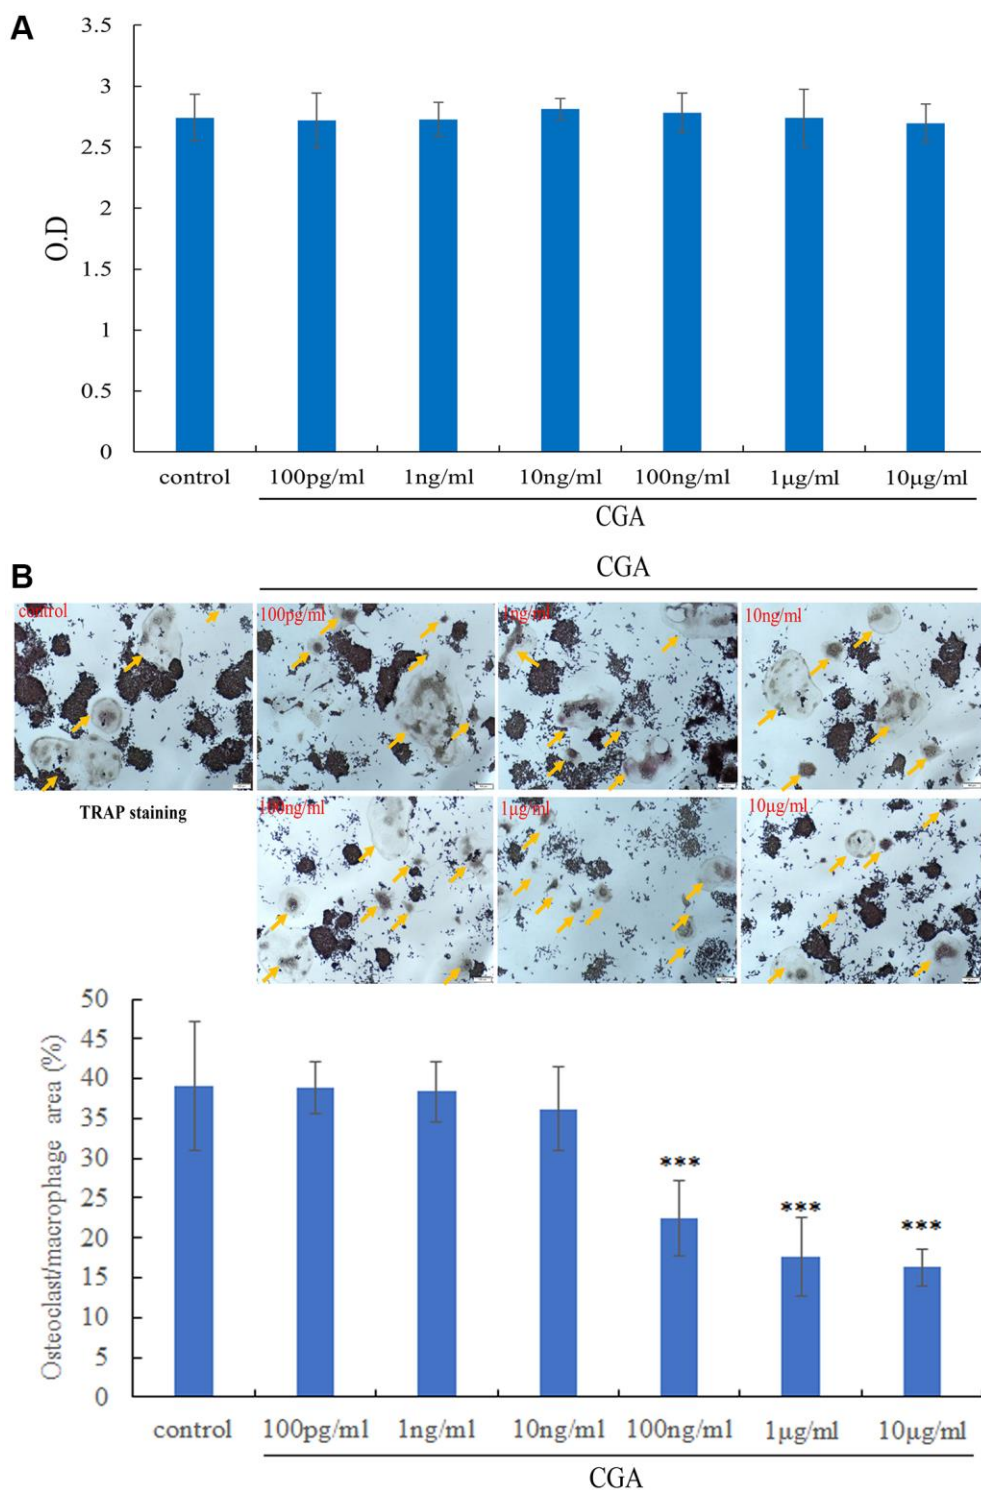 A
3.5
3
2.5
2
1.5
1
0.5
0
O.D
control 100pg/ml 1ng/ml 10ng/ml 100ng/ml 1μg/ml 10μg/ml
CGA
B
CGA
control 100pg/ml 1ng/ml 10ng/ml
TRAP staining
100ng/ml 1μg/ml 10μg/ml
50
45
40
35
30
25
20
15
10
5
0
Osteoclast/macrophage area (%)
***
***
***
control 100pg/ml 1ng/ml 10ng/ml 100ng/ml 1μg/ml 10μg/ml
CGA